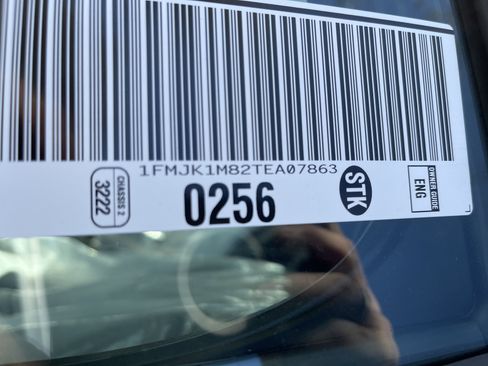 1FMJK1M82TEA07863
CHASSIS 2
3222
0256
STK
OWNER GUIDE
ENG